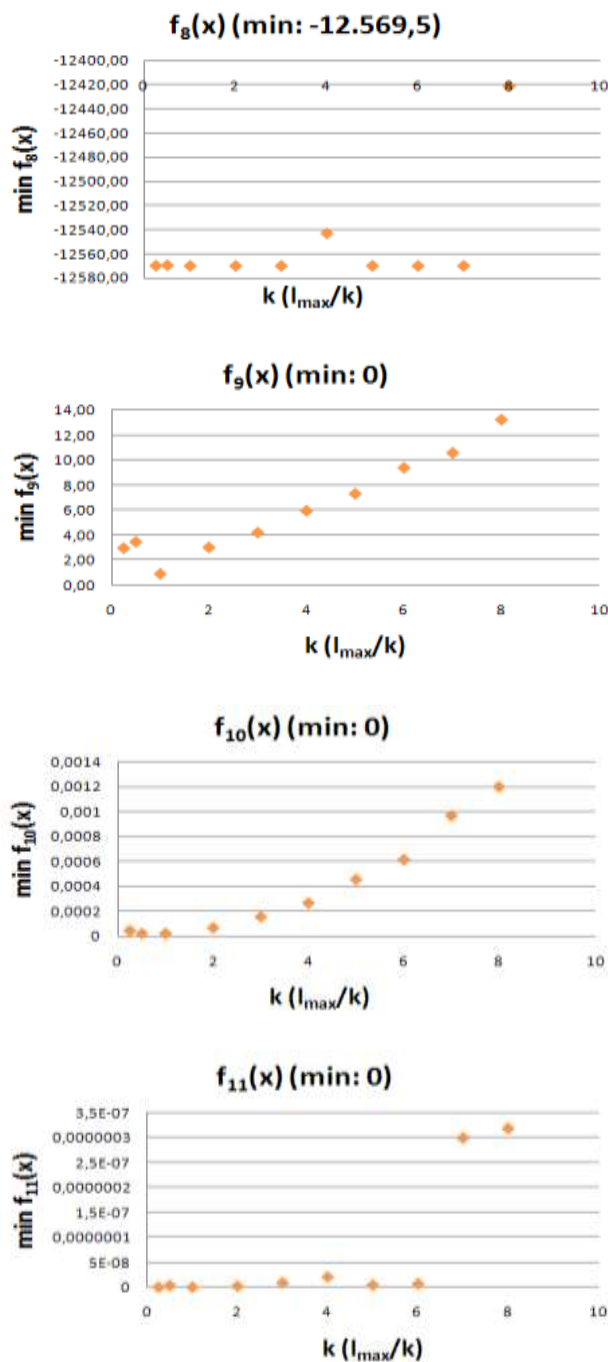 f₈(x) (min: -12.569,5)
-12400,00
-12420,00
-12440,00
-12460,00
-12480,00
-12500,00
-12520,00
-12540,00
-12560,00
-12580,00
0 2 4 6 8 10
min f₈(x)
k (Iₘₐₓ/k)
f₉(x) (min: 0)
14,00
12,00
10,00
8,00
6,00
4,00
2,00
0,00
0 2 4 6 8 10
min f₉(x)
k (Iₘₐₓ/k)
f₁₀(x) (min: 0)
0,0014
0,0012
0,001
0,0008
0,0006
0,0004
0,0002
0
0 2 4 6 8 10
min f₁₀(x)
k (Iₘₐₓ/k)
f₁₁(x) (min: 0)
3,5E-07
0,0000003
2,5E-07
0,0000002
1,5E-07
0,0000001
5E-08
0
0 2 4 6 8 10
min f₁₁(x)
k (Iₘₐₓ/k)